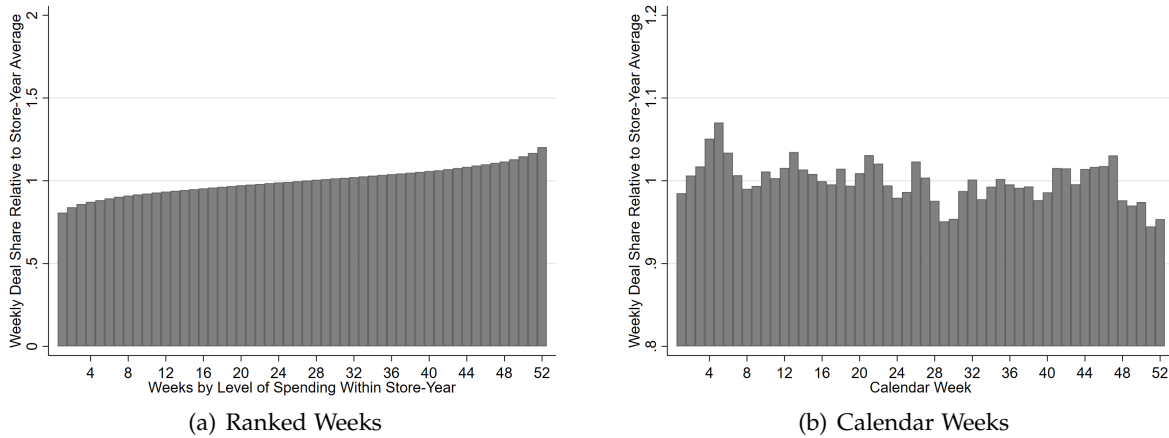 Weekly Deal Share Relative to Store-Year Average
2
1.5
1
.5
0
4 8 12 16 20 24 28 32 36 40 44 48 52
Weeks by Level of Spending Within Store-Year
(a) Ranked Weeks
Weekly Deal Share Relative to Store-Year Average
1.2
1.1
1
.9
.8
4 8 12 16 20 24 28 32 36 40 44 48 52
Calendar Week
(b) Calendar Weeks